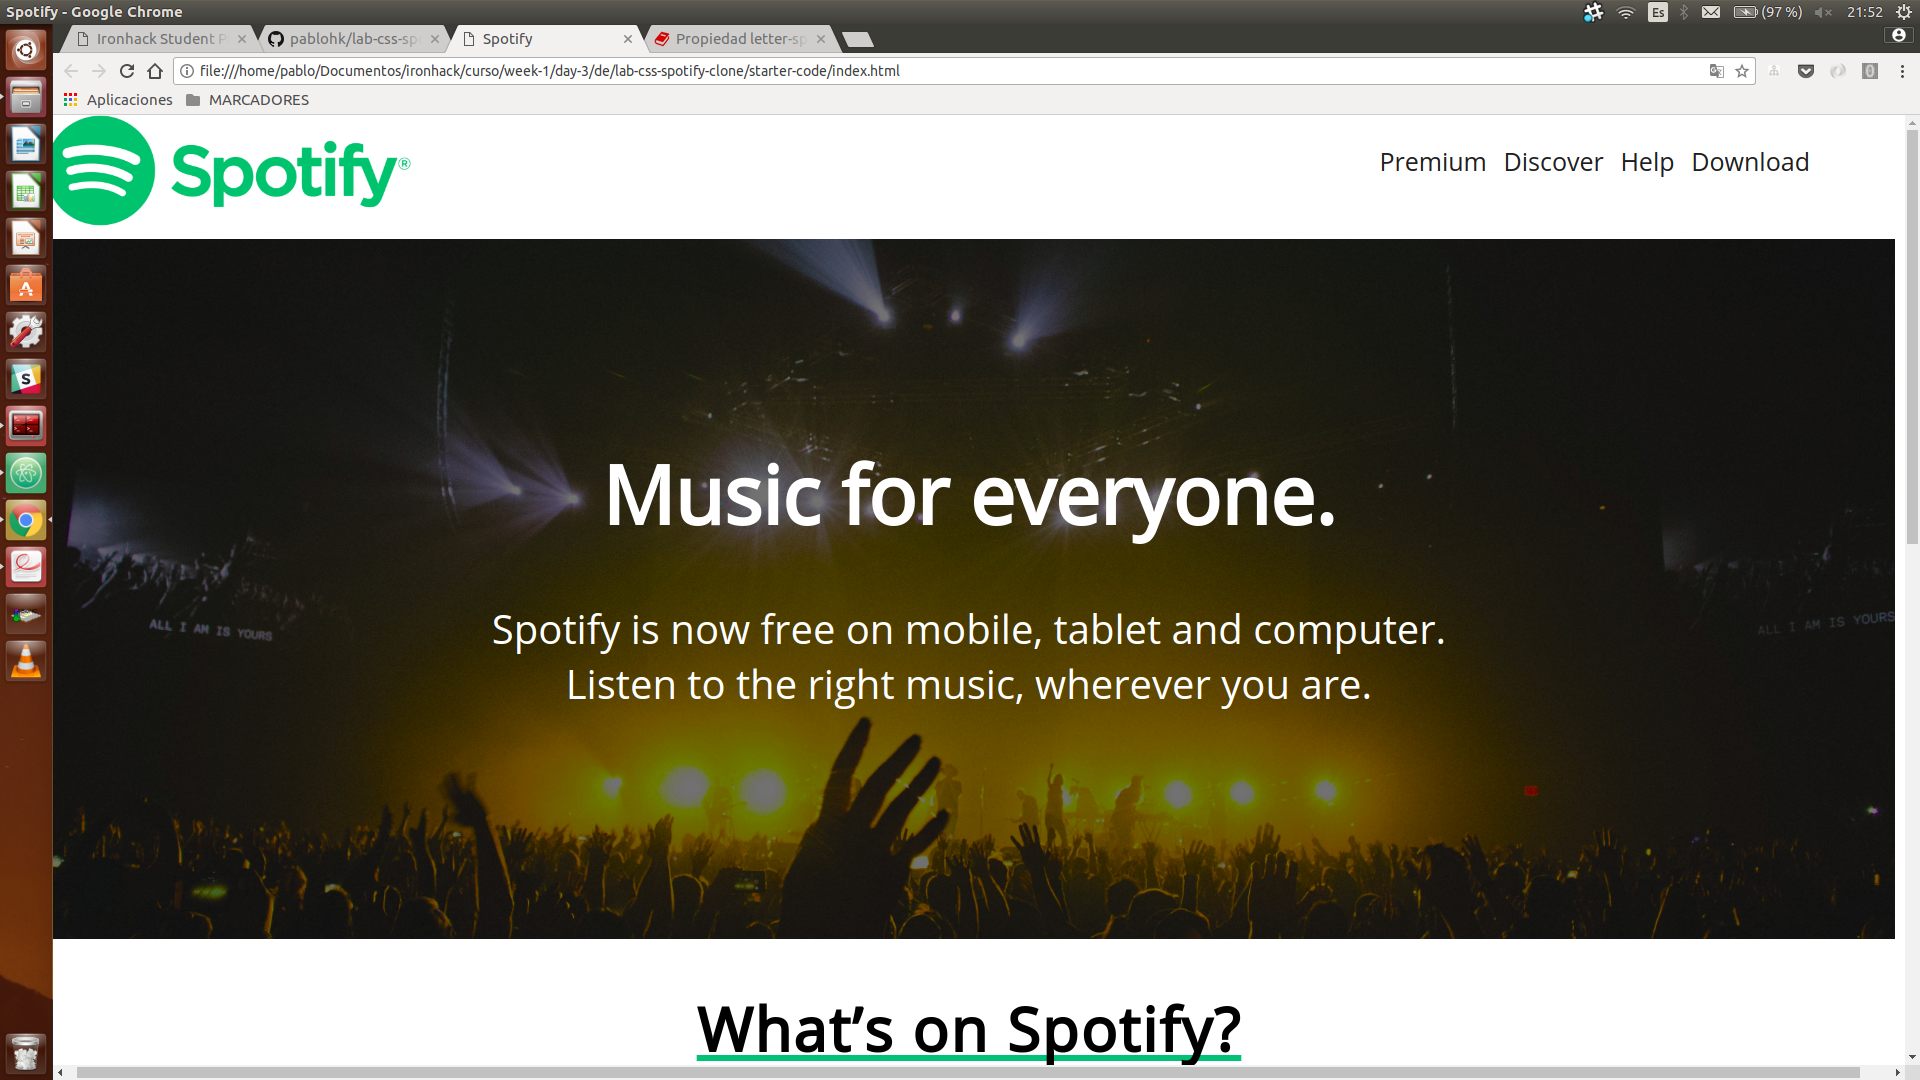 Spotify - Google Chrome
Es
(97 %)
21:52
Ironhack Student P
pablohk/lab-css-sp
Spotify
Propiedad letter-sp
file:///home/pablo/Documentos/ironhack/curso/week-1/day-3/de/lab-css-spotify-clone/starter-code/index.html
Aplicaciones
MARCADORES
Spotify®
Premium Discover Help Download
Music for everyone.
ALL I AM IS YOURS
ALL I AM IS YOURS
Spotify is now free on mobile, tablet and computer.
Listen to the right music, wherever you are.
What’s on Spotify?